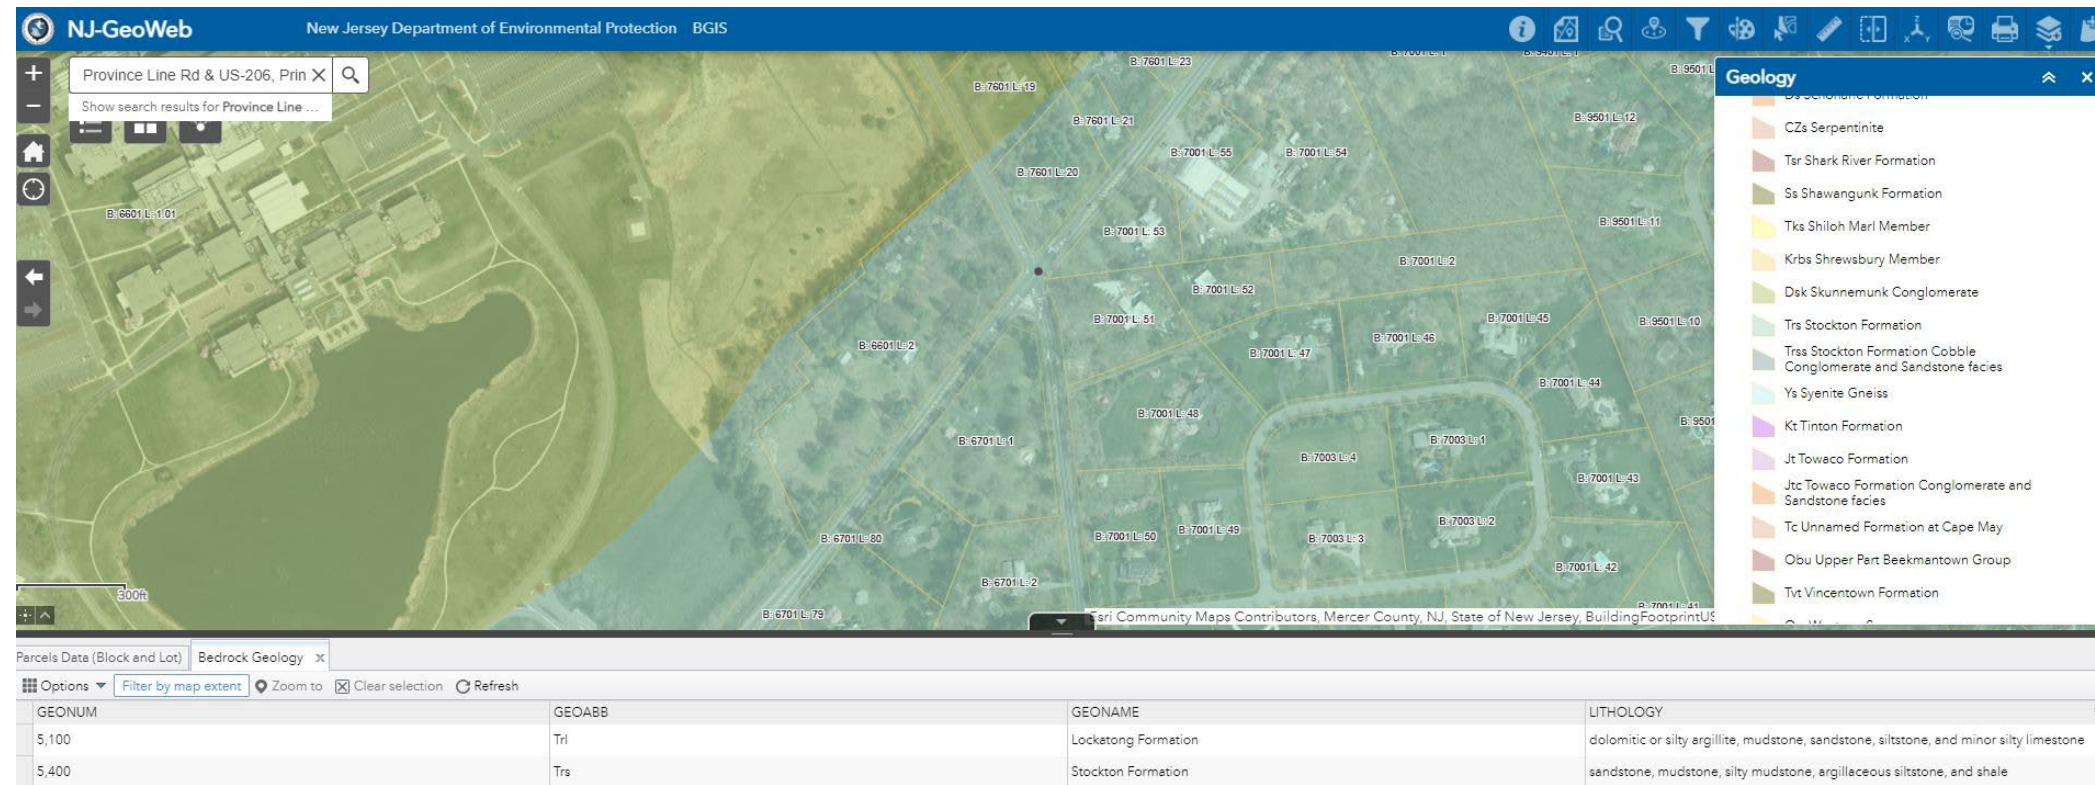 NJ-GeoWeb
New Jersey Department of Environmental Protection BGIS
Province Line Rd & US-206, Prin
Show search results for Province Line ...
B: 7601 L: 23
B: 9501 L
B: 7601 L: 19
B: 7601 L: 21
B: 9501 L: 12
B: 7001 L: 55
B: 7001 L: 54
B: 7601 L: 20
B: 6601 L: 1.01
B: 9501 L: 11
B: 7001 L: 53
B: 7001 L: 2
B: 7001 L: 52
B: 7001 L: 51
B: 7001 L: 45
B: 9501 L: 10
B: 6601 L: 2
B: 7001 L: 46
B: 7001 L: 47
B: 7001 L: 44
B: 7001 L: 48
B: 9501
B: 6701 L: 1
B: 7003 L: 1
B: 7003 L: 4
B: 7001 L: 43
B: 7003 L: 2
B: 7001 L: 49
B: 7001 L: 50
B: 7003 L: 3
B: 6701 L: 80
B: 7001 L: 42
B: 6701 L: 2
300ft
B: 6701 L: 79
B: 7001 L: 41
Esri Community Maps Contributors, Mercer County, NJ, State of New Jersey, BuildingFootprintUS
Geology
CZs Serpentinite
Tsr Shark River Formation
Ss Shawangunk Formation
Tks Shiloh Marl Member
Krbs Shrewsbury Member
Dsk Skunnemunk Conglomerate
Trs Stockton Formation
Trss Stockton Formation Cobble
Conglomerate and Sandstone facies
Ys Syenite Gneiss
Kt Tinton Formation
Jt Towaco Formation
Jtc Towaco Formation Conglomerate and
Sandstone facies
Tc Unnamed Formation at Cape May
Obu Upper Part Beekmantown Group
Tvt Vincentown Formation
Parcels Data (Block and Lot) Bedrock Geology x
Options Filter by map extent Zoom to Clear selection Refresh
GEONUM GEOABB GEONAME LITHOLOGY
5,100 Trl Lockatong Formation dolomitic or silty argillite, mudstone, sandstone, siltstone, and minor silty limestone
5,400 Trs Stockton Formation sandstone, mudstone, silty mudstone, argillaceous siltstone, and shale